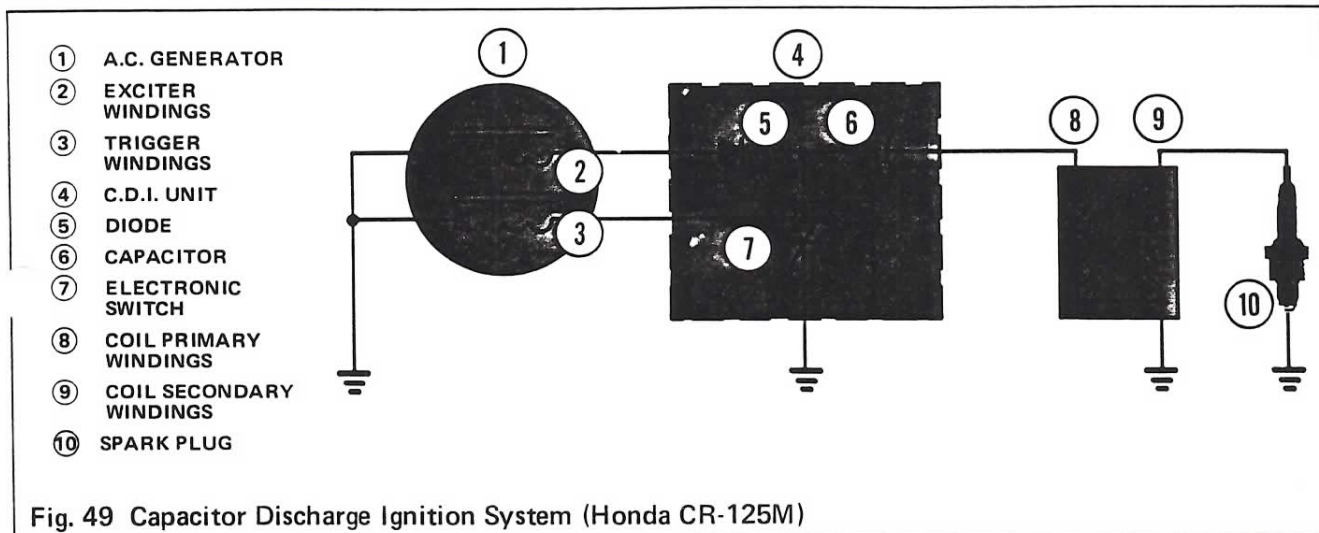 ① A.C. GENERATOR
② EXCITER
WINDINGS
③ TRIGGER
WINDINGS
④ C.D.I. UNIT
⑤ DIODE
⑥ CAPACITOR
⑦ ELECTRONIC
SWITCH
⑧ COIL PRIMARY
WINDINGS
⑨ COIL SECONDARY
WINDINGS
⑩ SPARK PLUG
1
2
3
4
5
6
7
8
9
10
Fig. 49 Capacitor Discharge Ignition System (Honda CR-125M)